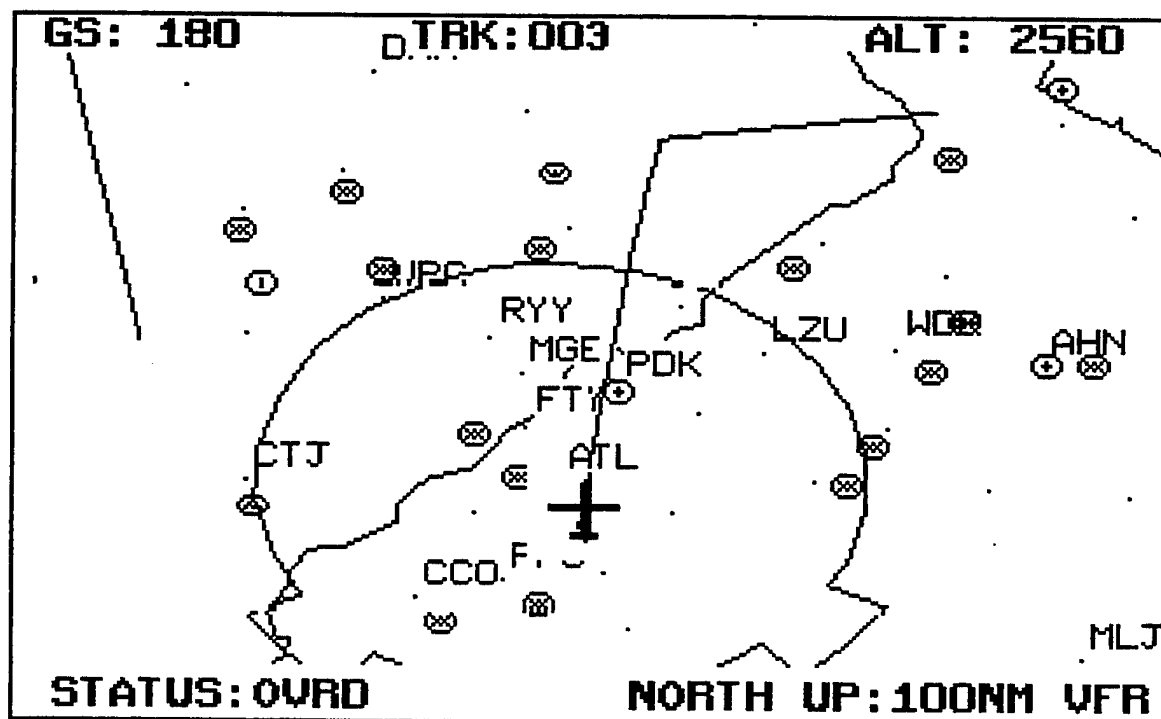 GS: 180 TRK:003 ALT: 2560
RYY
LZU
MGE
AHN
PDK
CTJ
ATL
CCO
MLJ
STATUS:OVRD NORTH UP:100NM VFR